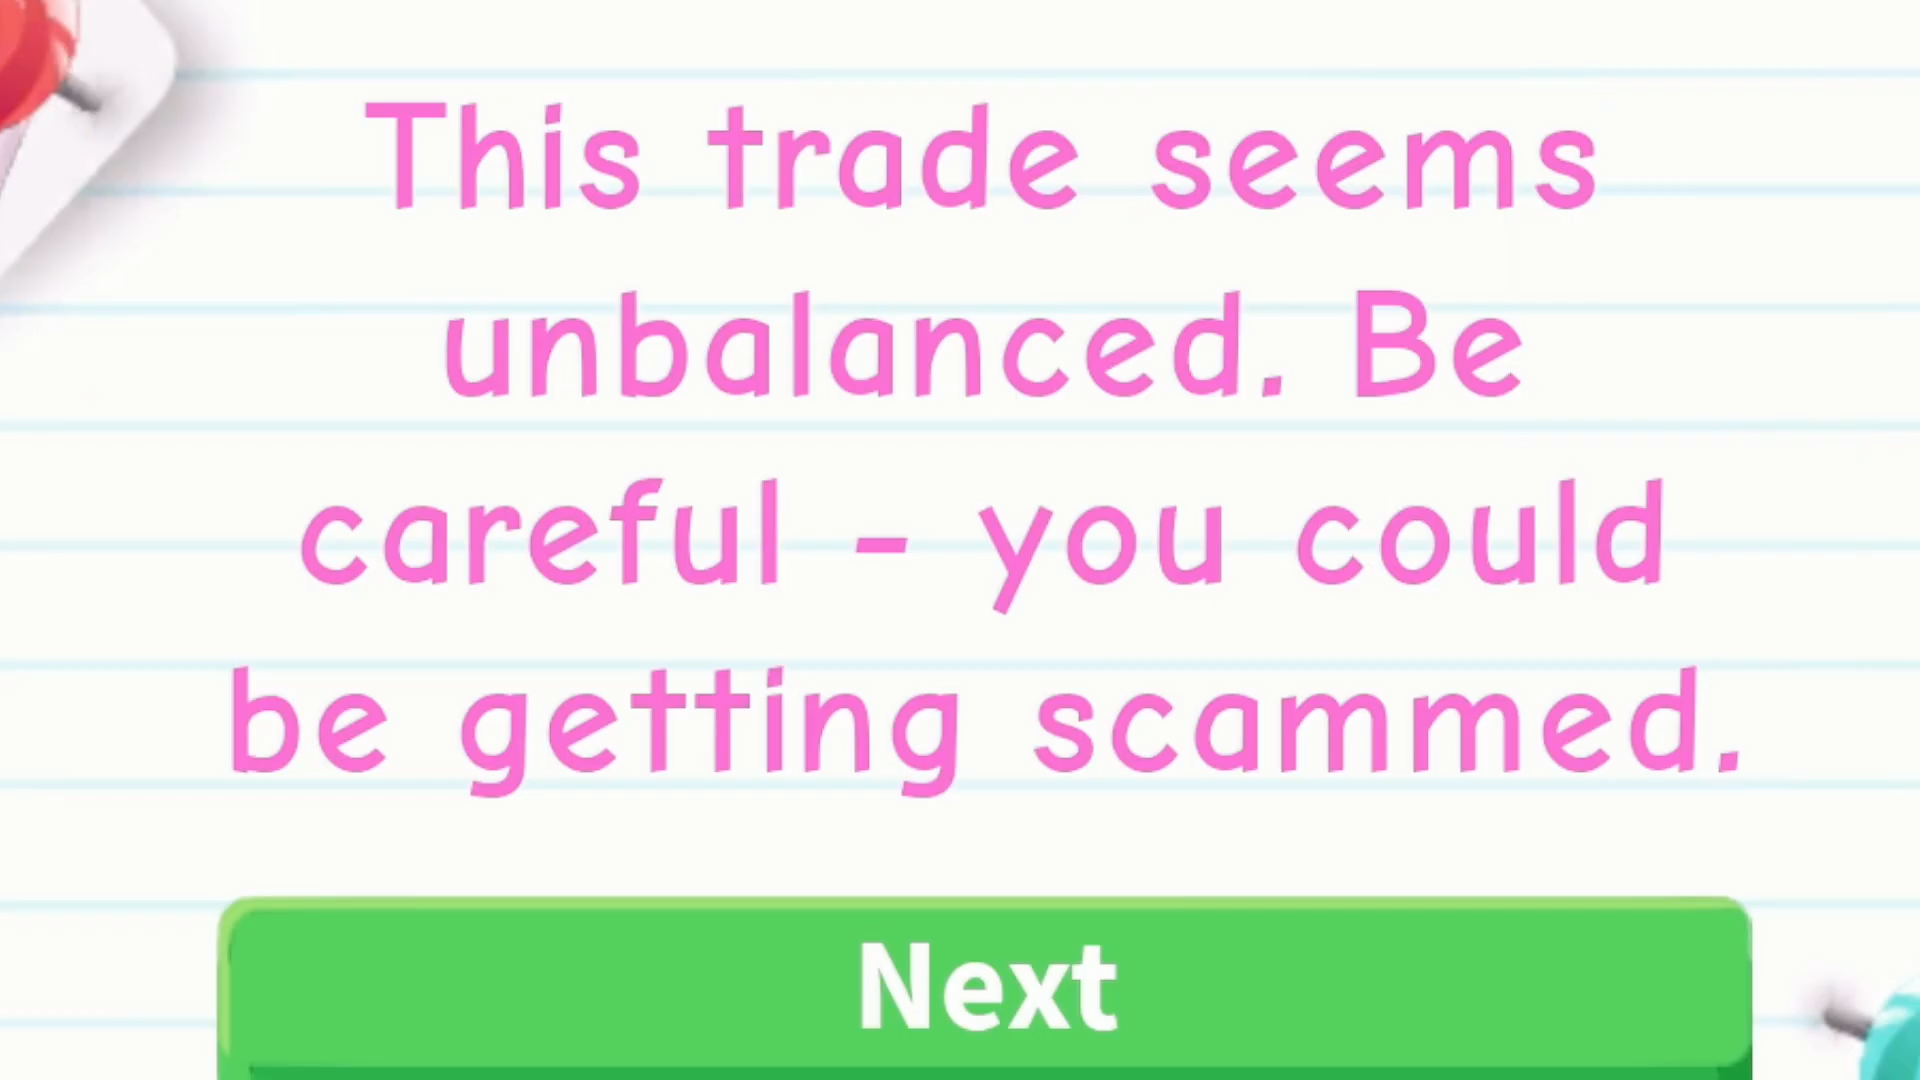 This trade seems
unbalanced. Be
careful - you could
be getting scammed.
Next